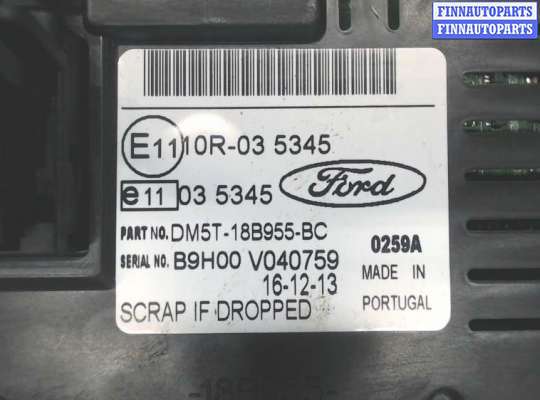 FINNAUTOPARTS
FINNAUTOPARTS
E11 10R-03 5345
e11 03 5345 Ford
PART NO. DM5T-18B955-BC 0259A
SERIAL NO. B9H00 V040759 MADE IN
16-12-13 PORTUGAL
SCRAP IF DROPPED